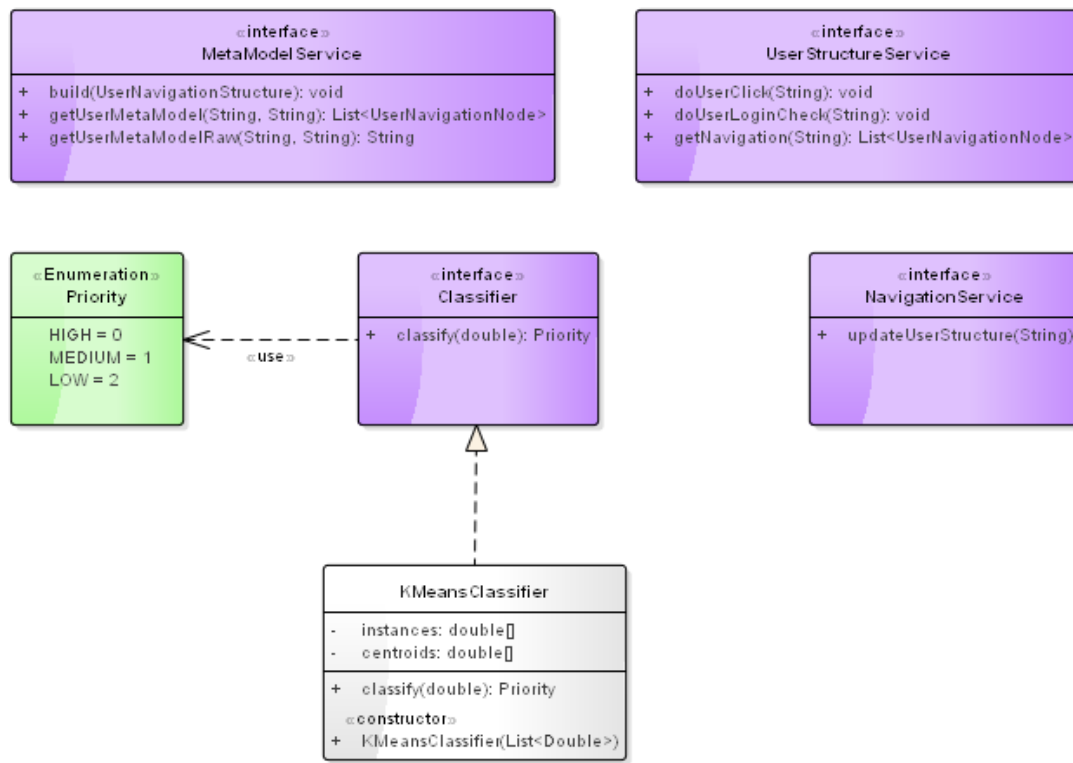 «interface»
MetaModelService
+ build(UserNavigationStructure): void
+ getUserMetaModel(String, String): List<UserNavigationNode>
+ getUserMetaModelRaw(String, String): String
«interface»
UserStructureService
+ doUserClick(String): void
+ doUserLoginCheck(String): void
+ getNavigation(String): List<UserNavigationNode>
«Enumeration»
Priority
HIGH = 0
MEDIUM = 1
LOW = 2
«use»
«interface»
Classifier
+ classify(double): Priority
«interface»
NavigationService
+ updateUserStructure(String)
KMeansClassifier
- instances: double[]
- centroids: double[]
+ classify(double): Priority
«constructor»
+ KMeansClassifier(List<Double>)